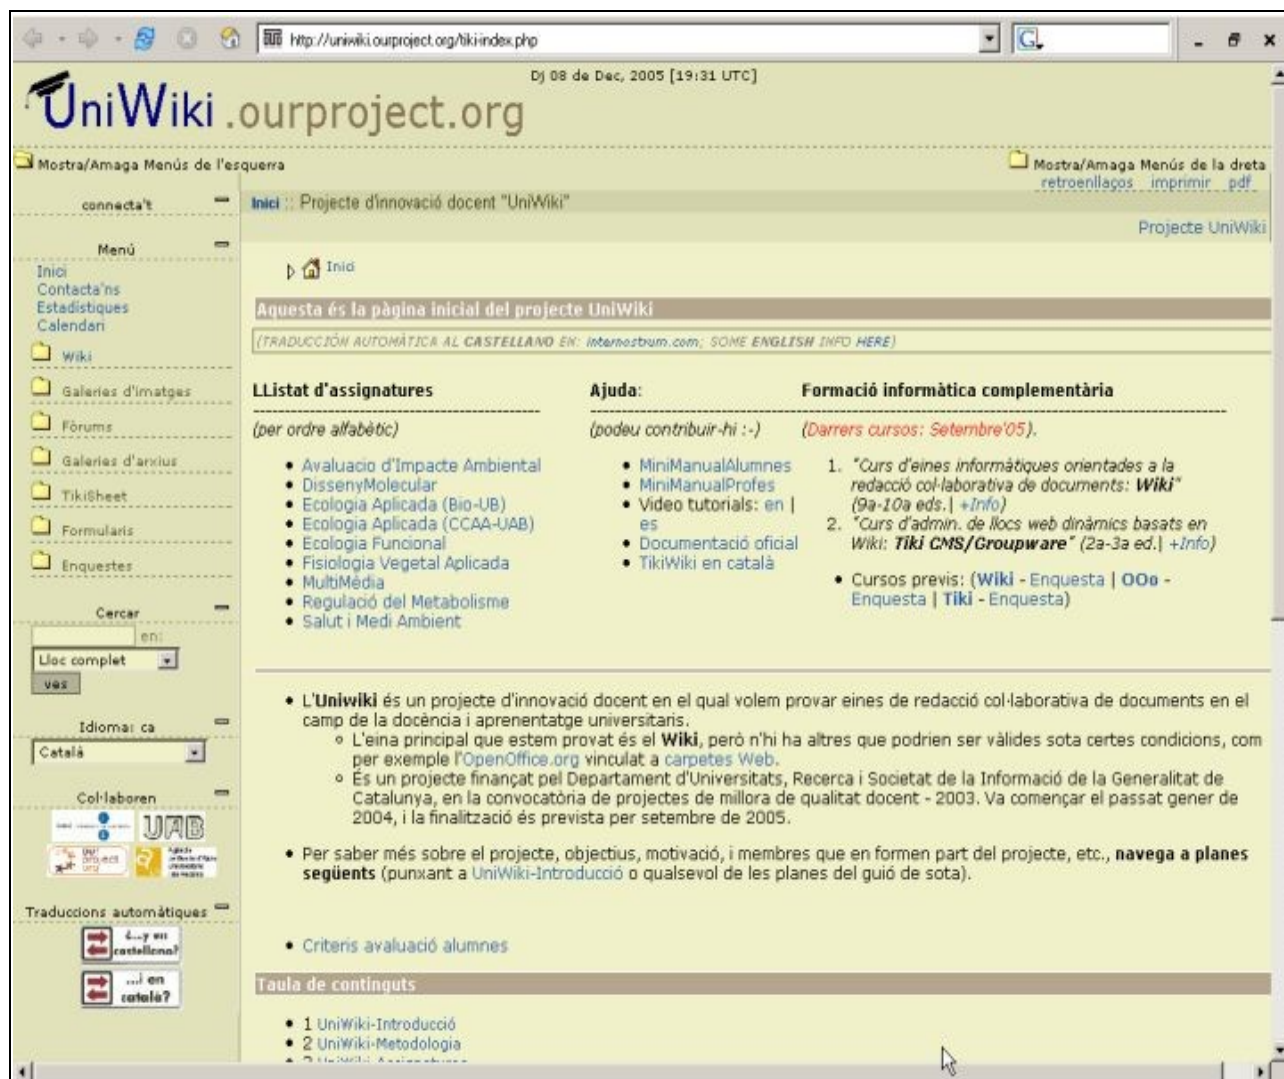 http://uniwiki.ourproject.org/tiki-index.php
Dj 08 de Dec, 2005 [19:31 UTC]
UniWiki .ourproject.org
Mostra/Amaga Menús de l'esquerra
Mostra/Amaga Menús de la dreta
retroenllaços imprimir pdf
connecta't
Menú
Inici
Contacta'ns
Estadístiques
Calendari
Wiki
Galeries d'imatges
Fòrums
Galeries d'arxius
TikiSheet
Formularis
Enquestes
Cercar
en:
Lloc complet
ves
Idioma: ca
Català
Col·laboren
UAB
our
project
org
Traduccions automàtiques
¿...y en
castellano?
...i en
català?
Inici :: Projecte d'innovació docent "UniWiki"
Projecte UniWiki
Inici
Aquesta és la pàgina inicial del projecte UniWiki
(TRADUCCIÓN AUTOMÀTICA AL CASTELLANO EN: internostrum.com; SOME ENGLISH INFO HERE)
LListat d'assignatures
(per ordre alfabètic)
• Avaluacio d'Impacte Ambiental
• DissenyMolecular
• Ecologia Aplicada (Bio-UB)
• Ecologia Aplicada (CCAA-UAB)
• Ecologia Funcional
• Fisiologia Vegetal Aplicada
• MultiMèdia
• Regulació del Metabolisme
• Salut i Medi Ambient
Ajuda:
(podeu contribuir-hi :-)
• MiniManualAlumnes
• MiniManualProfes
• Video tutorials: en |
es
• Documentació oficial
• TikiWiki en català
Formació informàtica complementària
(Darrers cursos: Setembre'05).
1. "Curs d'eines informàtiques orientades a la
redacció col·laborativa de documents: Wiki"
(9a-10a eds.| +Info)
2. "Curs d'admin. de llocs web dinàmics basats en
Wiki: Tiki CMS/Groupware" (2a-3a ed.| +Info)
• Cursos previs: (Wiki - Enquesta | OOo -
Enquesta | Tiki - Enquesta)
• L'Uniwiki és un projecte d'innovació docent en el qual volem provar eines de redacció col·laborativa de documents en el
camp de la docència i aprenentatge universitaris.
◦ L'eina principal que estem provat és el Wiki, però n'hi ha altres que podrien ser vàlides sota certes condicions, com
per exemple l'OpenOffice.org vinculat a carpetes Web.
◦ És un projecte finançat pel Departament d'Universitats, Recerca i Societat de la Informació de la Generalitat de
Catalunya, en la convocatòria de projectes de millora de qualitat docent - 2003. Va començar el passat gener de
2004, i la finalització és prevista per setembre de 2005.
• Per saber més sobre el projecte, objectius, motivació, i membres que en formen part del projecte, etc., navega a planes
següents (punxant a UniWiki-Introducció o qualsevol de les planes del guió de sota).
• Criteris avaluació alumnes
Taula de continguts
• 1 UniWiki-Introducció
• 2 UniWiki-Metodologia